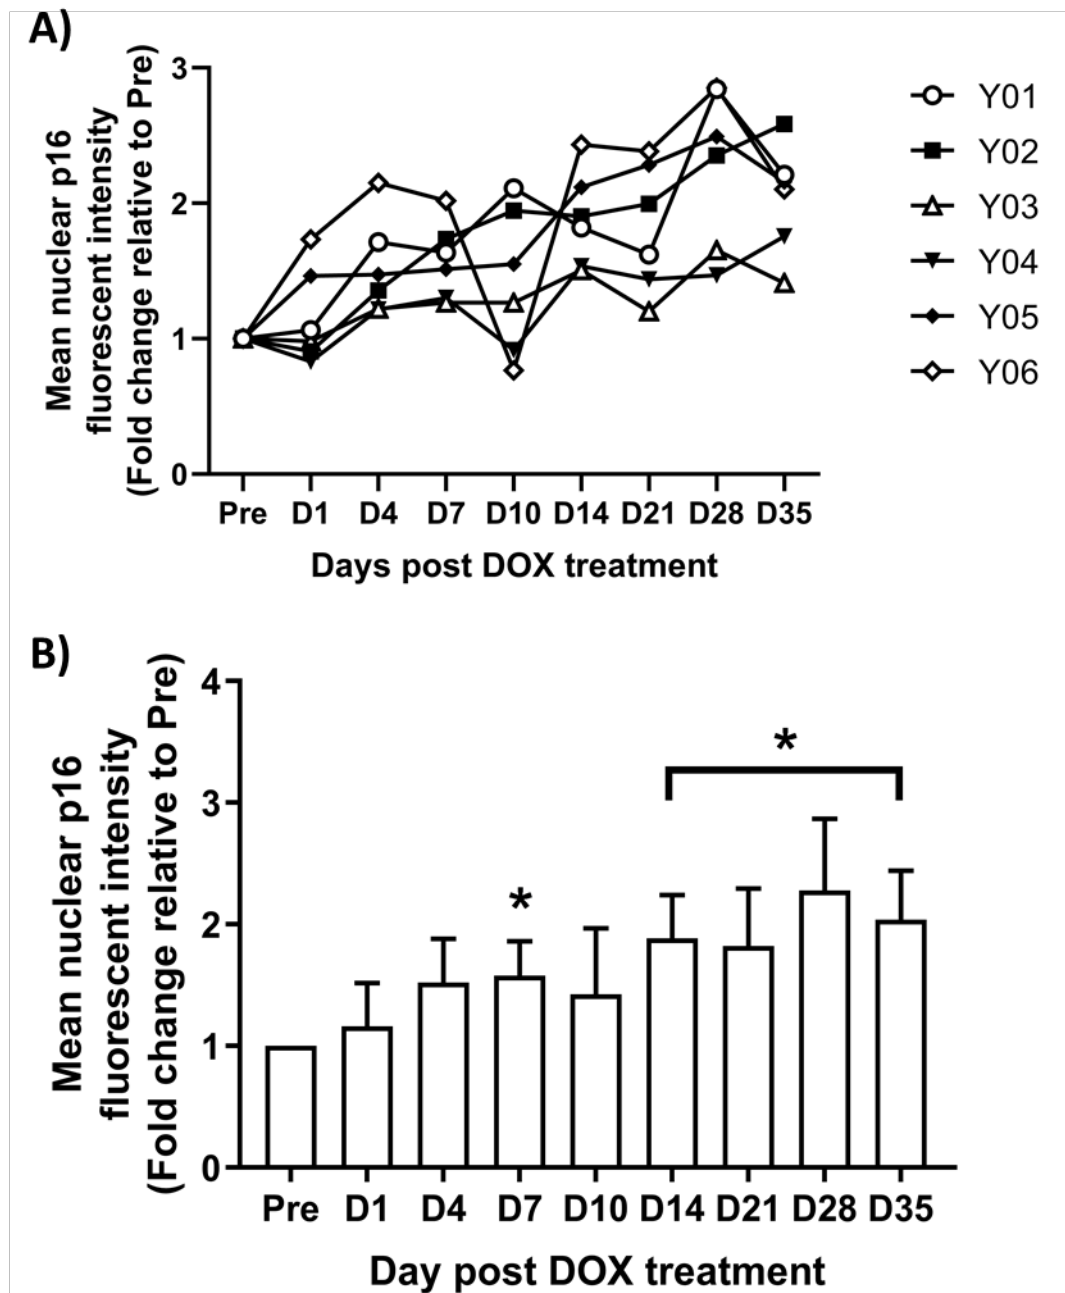 A)
Mean nuclear p16
fluorescent intensity
(Fold change relative to Pre)
3
2
1
0
Pre D1 D4 D7 D10 D14 D21 D28 D35
Days post DOX treatment
Y01
Y02
Y03
Y04
Y05
Y06
B)
Mean nuclear p16
fluorescent intensity
(Fold change relative to Pre)
4
3
2
1
0
*
*
Pre D1 D4 D7 D10 D14 D21 D28 D35
Day post DOX treatment